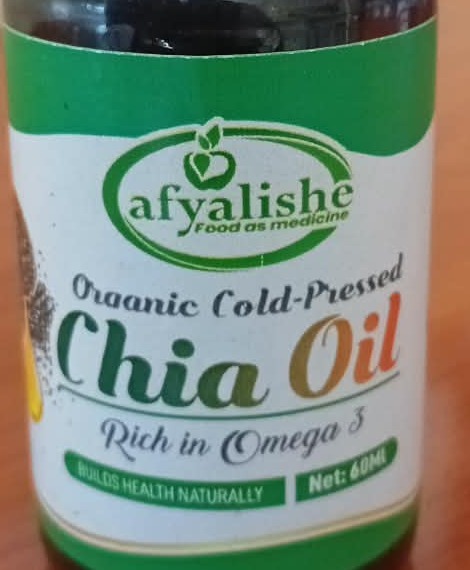 afyalishe
Food as medicine
Organic Cold-Pressed
Chia Oil
Rich in Omega 3
BUILDS HEALTH NATURALLY
Net: 60Ml